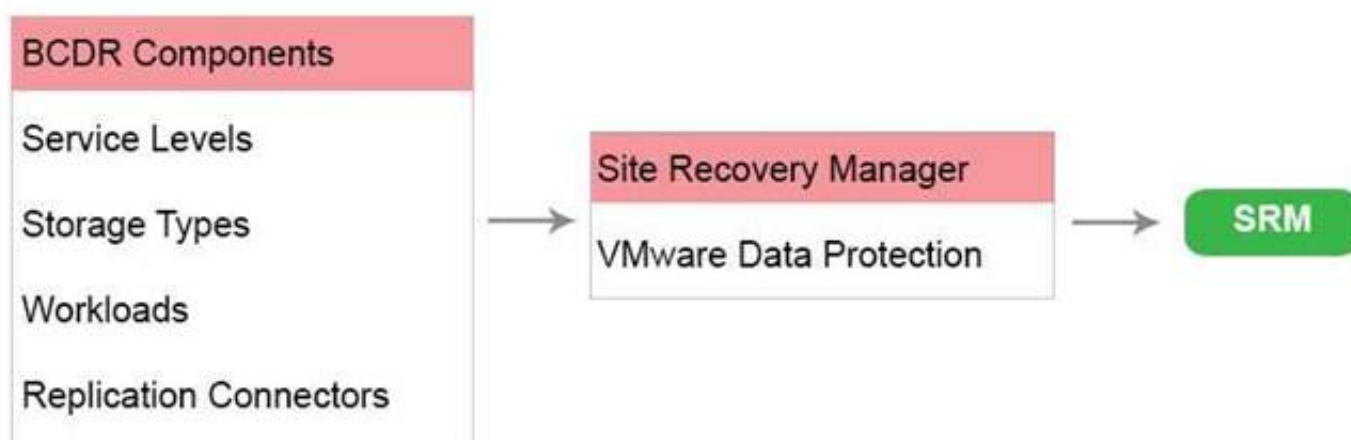 BCDR Components
Service Levels
Storage Types
Workloads
Replication Connectors
Site Recovery Manager
VMware Data Protection
SRM